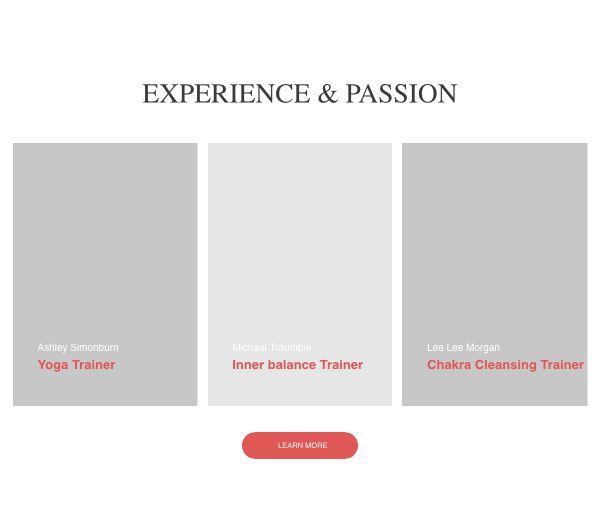 EXPERIENCE & PASSION
Ashley Simonburn
Yoga Trainer
Michael Traumbie
Inner balance Trainer
Lee Lee Morgan
Chakra Cleansing Trainer
LEARN MORE